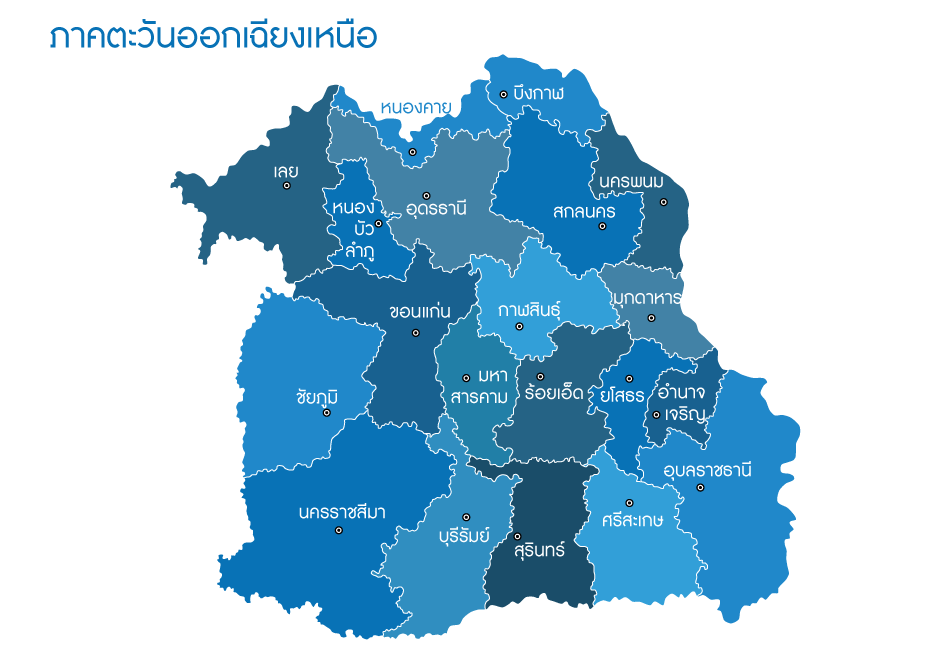 ภาคตะวันออกเฉียงเหนือ
บึงกาฬ
หนองคาย
เลย
นครพนม
หนอง
บัว
ลำภู
อุดรธานี
สกลนคร
มุกดาหาร
ขอนแก่น
กาฬสินธุ์
มหา
สารคาม
ร้อยเอ็ด
ยโสธร
อำนาจ
เจริญ
ชัยภูมิ
อุบลราชธานี
นครราชสีมา
บุรีรัมย์
สุรินทร์
ศรีสะเกษ